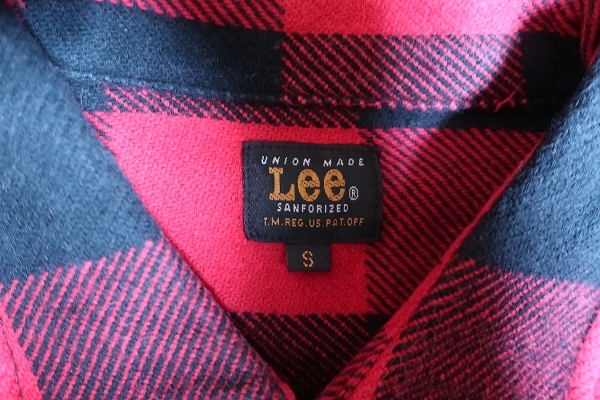 UNION MADE
Lee®
SANFORIZED
T.M.REG.US.PAT.OFF
S